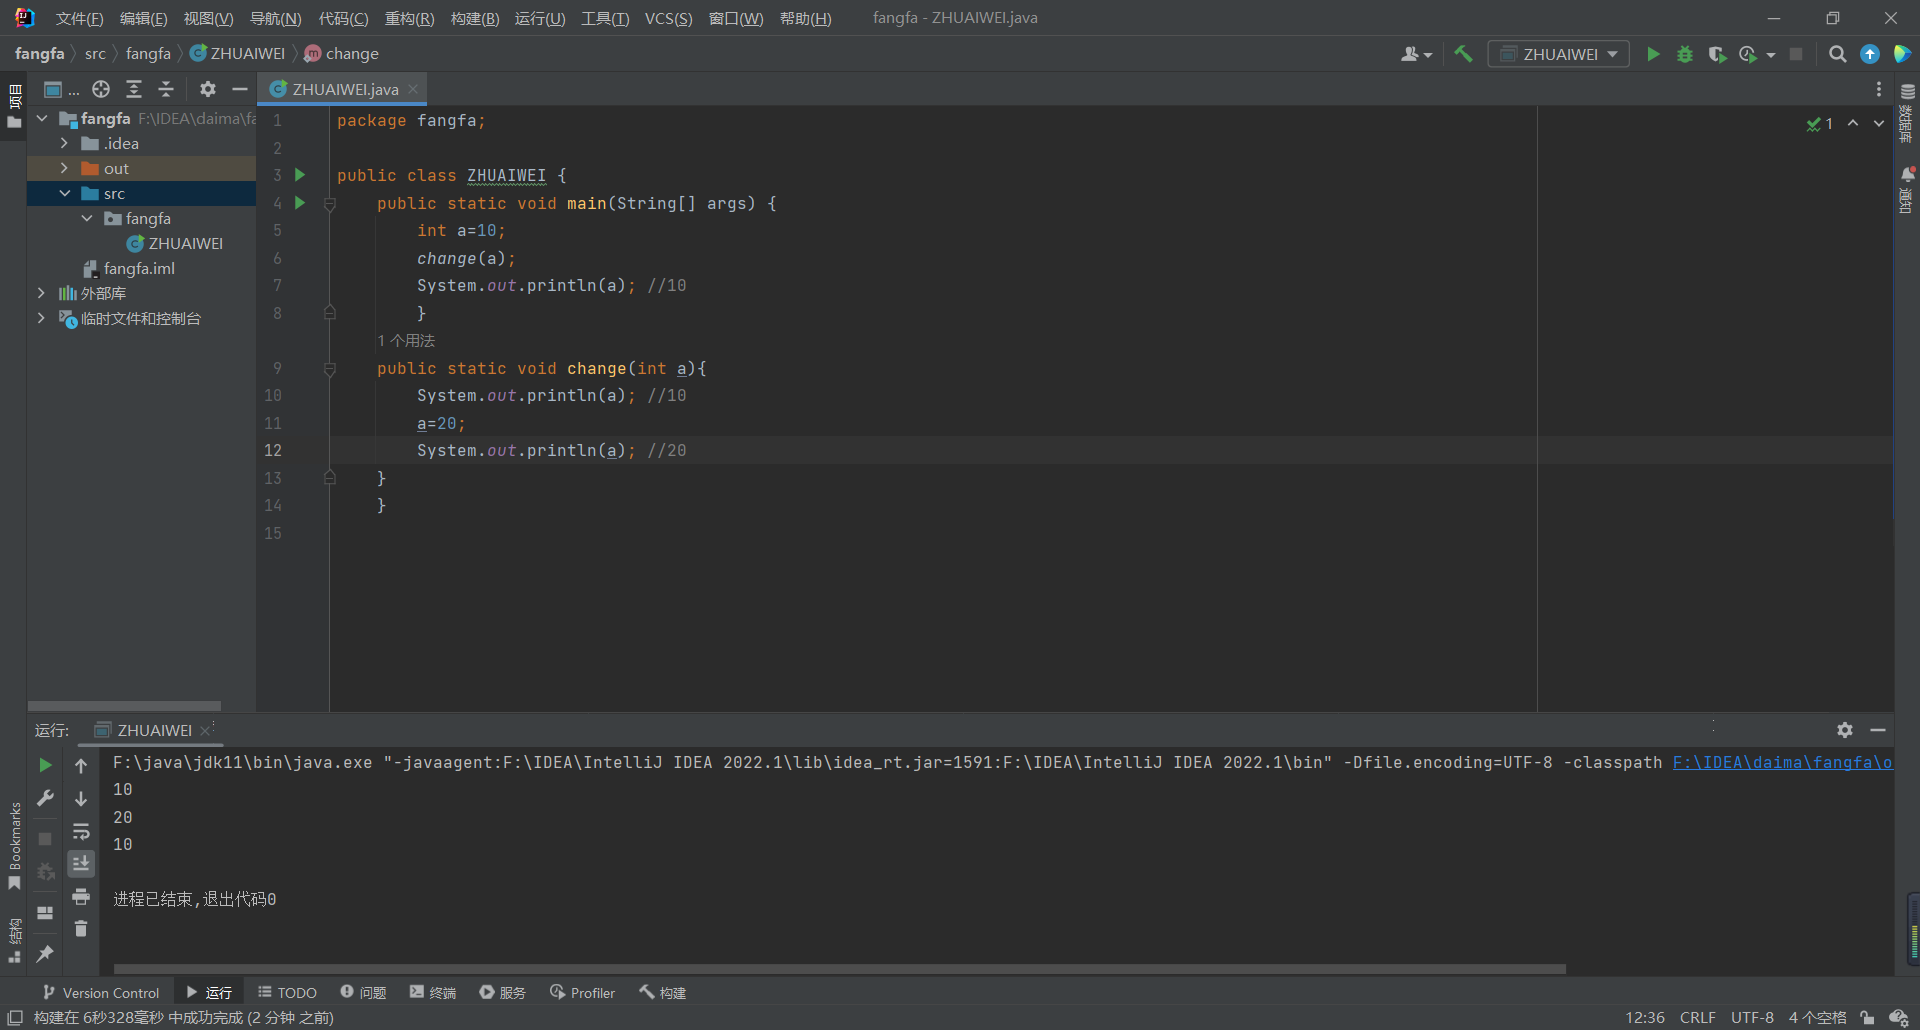 文件(F) 编辑(E) 视图(V) 导航(N) 代码(C) 重构(R) 构建(B) 运行(U) 工具(T) VCS(S) 窗口(W) 帮助(H) fangfa - ZHUAIWEI.java
fangfa src fangfa ZHUAIWEI change
ZHUAIWEI
项目
...
ZHUAIWEI.java
fangfa F:\IDEA\daima\fa
.idea
out
src
fangfa
ZHUAIWEI
fangfa.iml
外部库
临时文件和控制台
1 package fangfa;
2
3 public class ZHUAIWEI {
4 public static void main(String[] args) {
5 int a=10;
6 change(a);
7 System.out.println(a); //10
8 }
1 个用法
9 public static void change(int a){
10 System.out.println(a); //10
11 a=20;
12 System.out.println(a); //20
13 }
14 }
15
1
数据库
通知
运行: ZHUAIWEI
F:\java\jdk11\bin\java.exe "-javaagent:F:\IDEA\IntelliJ IDEA 2022.1\lib\idea_rt.jar=1591:F:\IDEA\IntelliJ IDEA 2022.1\bin" -Dfile.encoding=UTF-8 -classpath F:\IDEA\daima\fangfa\o
10
20
10
进程已结束,退出代码0
Bookmarks
结构
Version Control 运行 TODO 问题 终端 服务 Profiler 构建
构建在 6秒328毫秒 中成功完成 (2 分钟 之前)
12:36 CRLF UTF-8 4 个空格